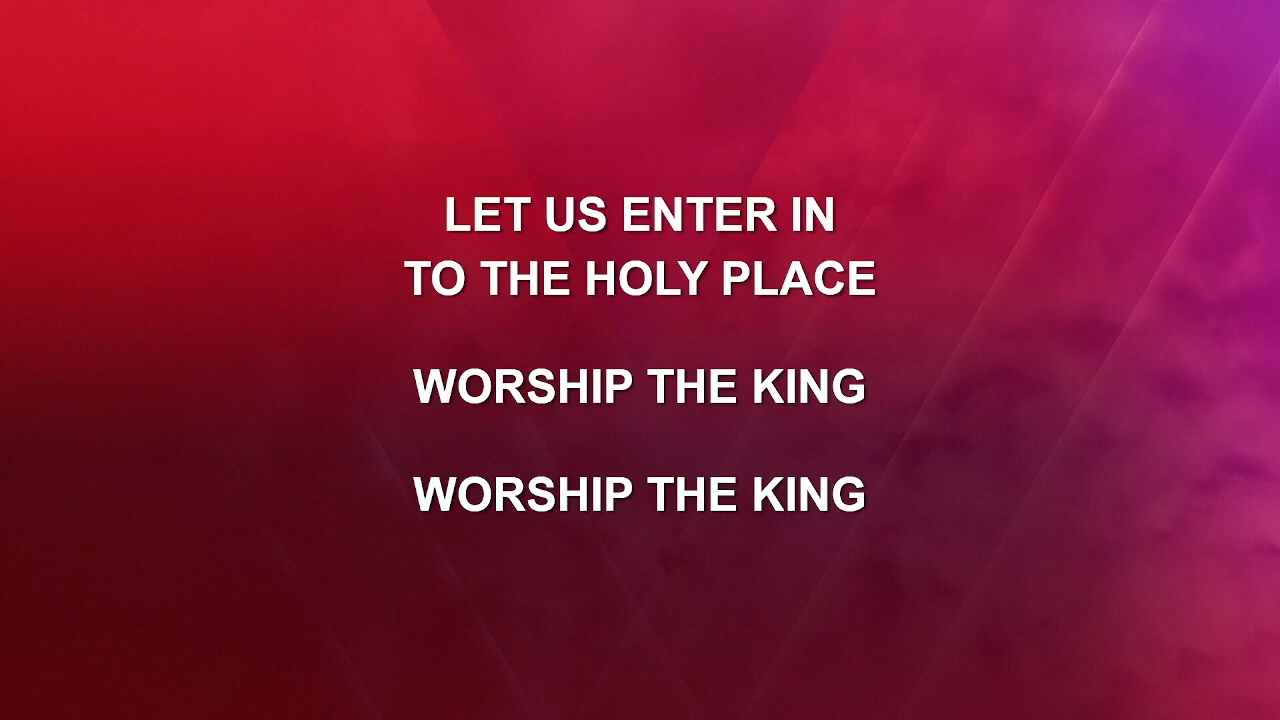 LET US ENTER IN
TO THE HOLY PLACE
WORSHIP THE KING
WORSHIP THE KING